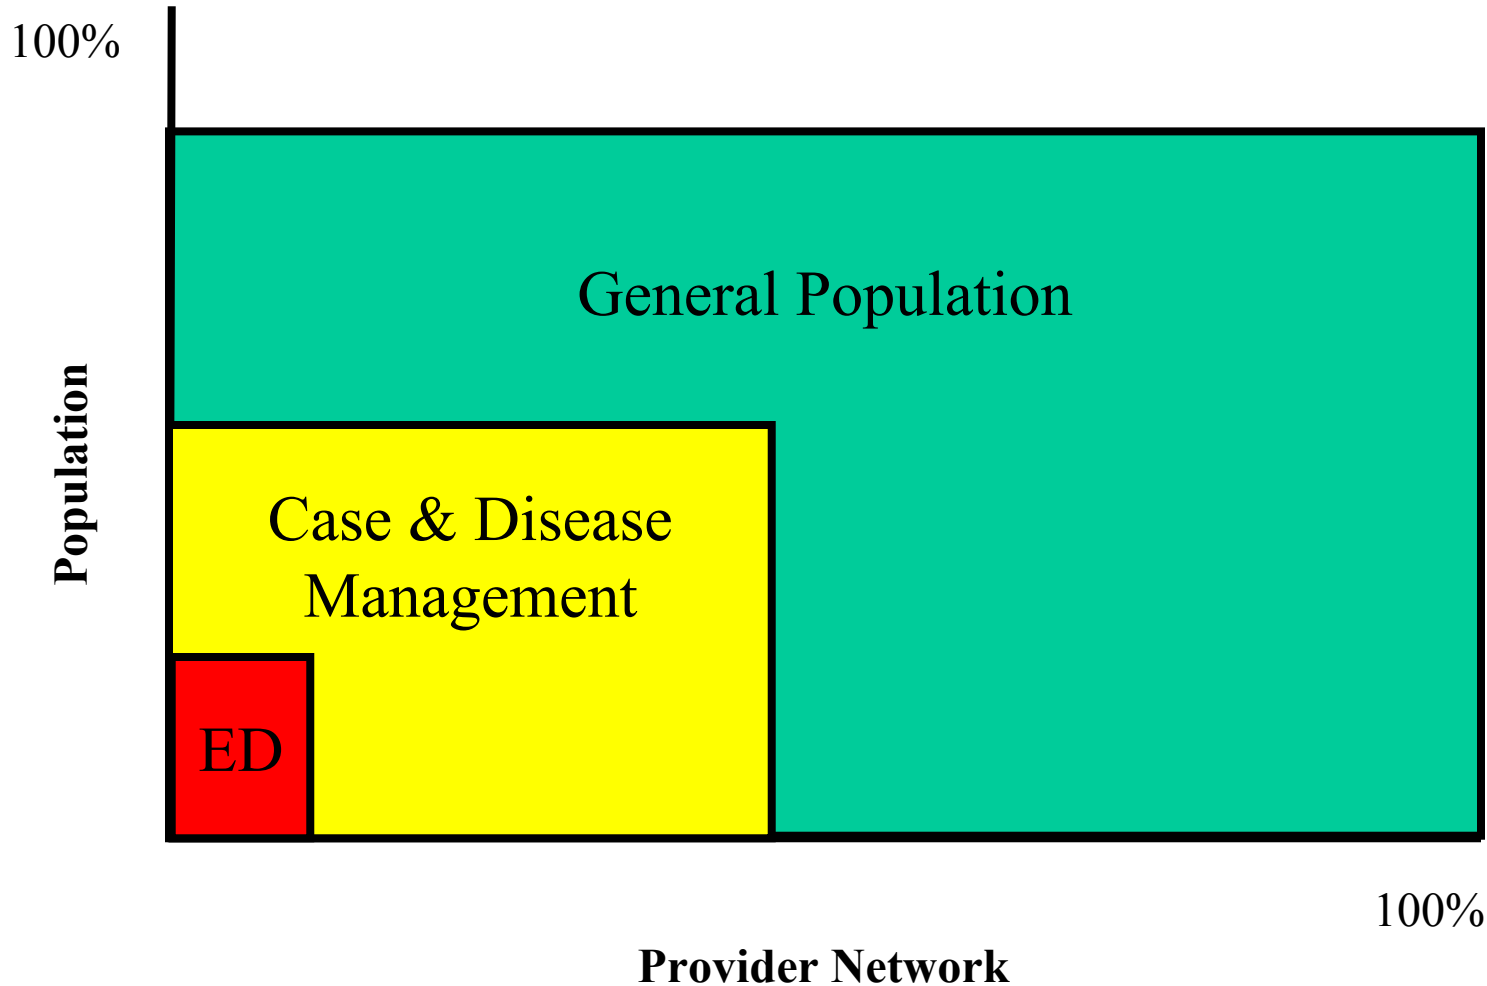 100%
General Population
Population
Case & Disease
Management
ED
100%
Provider Network